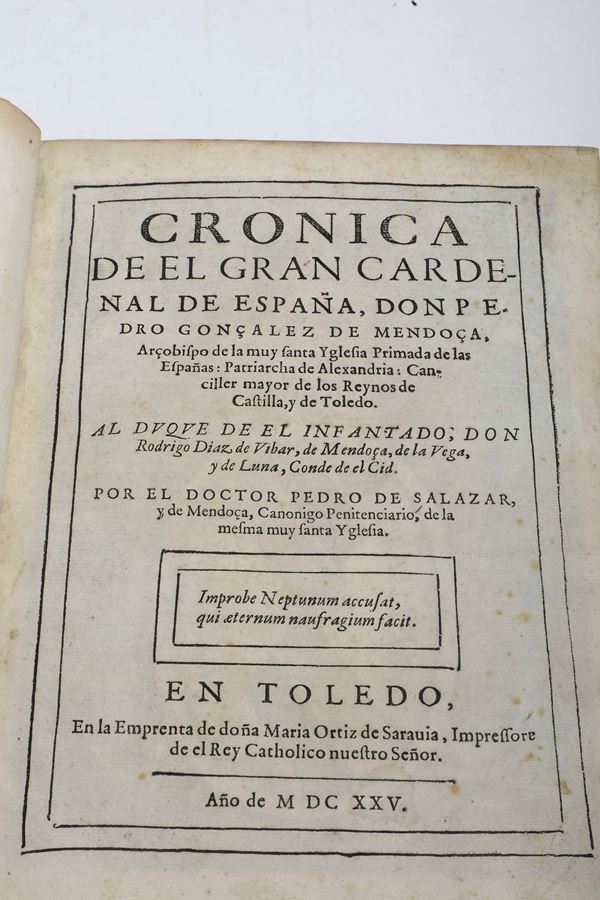 CRONICA
DE EL GRAN CARDE-
NAL DE ESPAÑA, DON PE-
DRO GONÇALEZ DE MENDOÇA,
Arçobiſpo de la muy ſanta Ygleſia Primada de las
Eſpañas: Patriarcha de Alexandria: Can-
ciller mayor de los Reynos de
Caſtilla, y de Toledo.
AL DVQVE DE EL INFANTADO; DON
Rodrigo Diaz de Vibar, de Mendoça, de la Vega,
y de Luna, Conde de el Cid.
POR EL DOCTOR PEDRO DE SALAZAR,
y de Mendoça, Canonigo Penitenciario, de la
meſma muy ſanta Ygleſia.
Improbe Neptunum accuſat,
qui æternum naufragium facit.
EN TOLEDO,
En la Emprenta de doña Maria Ortiz de Sarauia, Impreſſore
de el Rey Catholico nueſtro Señor.
Año de M DC XXV.